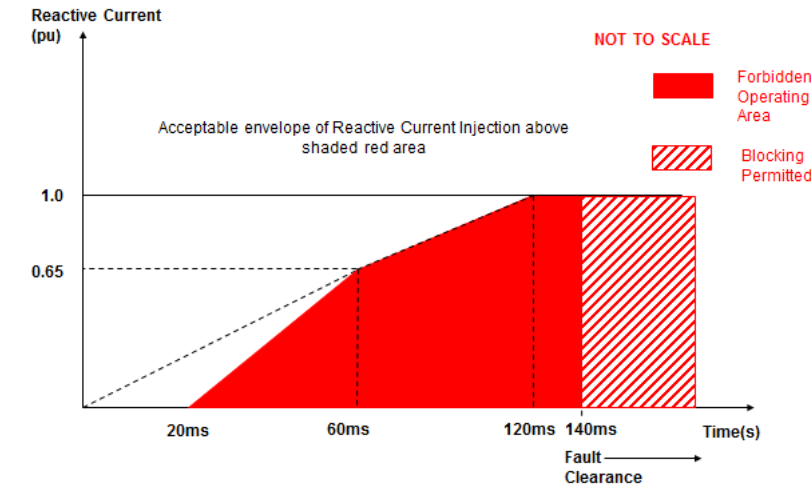 Reactive Current
(pu)
NOT TO SCALE
Forbidden
Operating
Area
Acceptable envelope of Reactive Current Injection above
shaded red area
Blocking
Permitted
1.0
0.65
20ms
60ms
120ms
140ms
Time(s)
Fault
Clearance